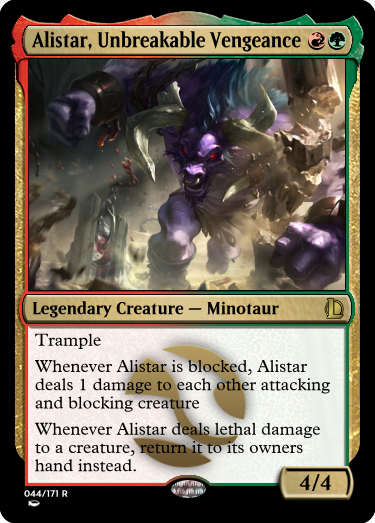 Alistar, Unbreakable Vengeance
Legendary Creature — Minotaur
Trample
Whenever Alistar is blocked, Alistar
deals 1 damage to each other attacking
and blocking creature
Whenever Alistar deals lethal damage
to a creature, return it to its owners
hand instead.
4/4
044/171 R